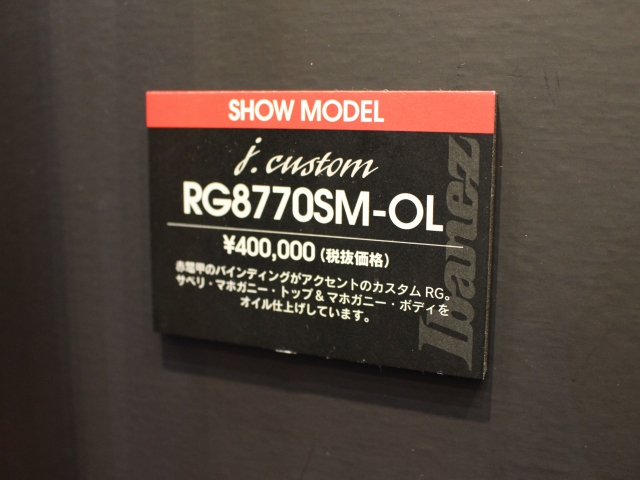 SHOW MODEL
j. custom
RG8770SM-OL
¥400,000 (税抜価格)
赤鼈甲のバインディングがアクセントのカスタム RG。
サペリ・マホガニー・トップ & マホガニー・ボディを
オイル仕上げしています。
Ibanez